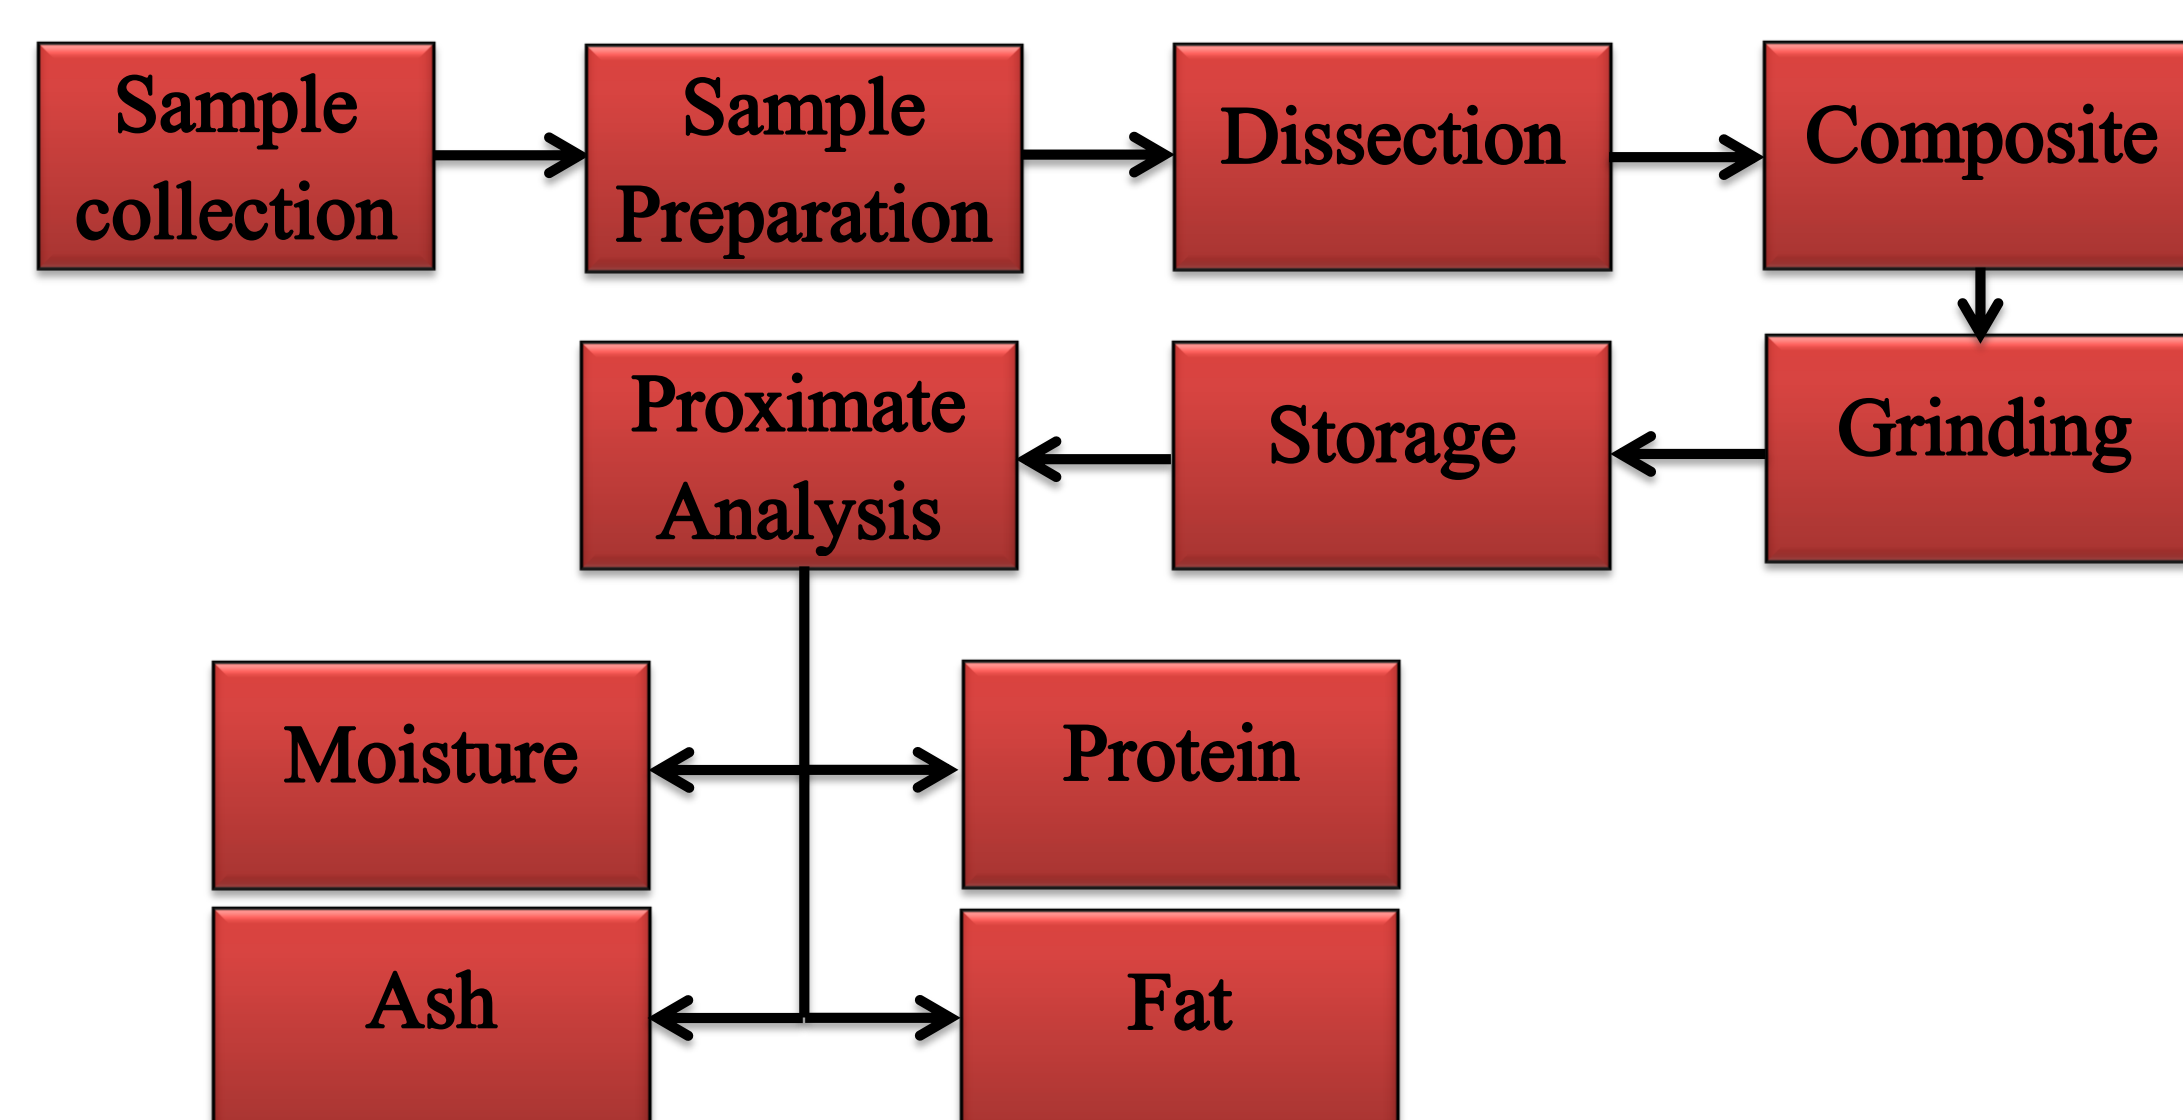 Sample
collection
Sample
Preparation
Dissection
Composite
Grinding
Storage
Proximate
Analysis
Moisture
Protein
Ash
Fat